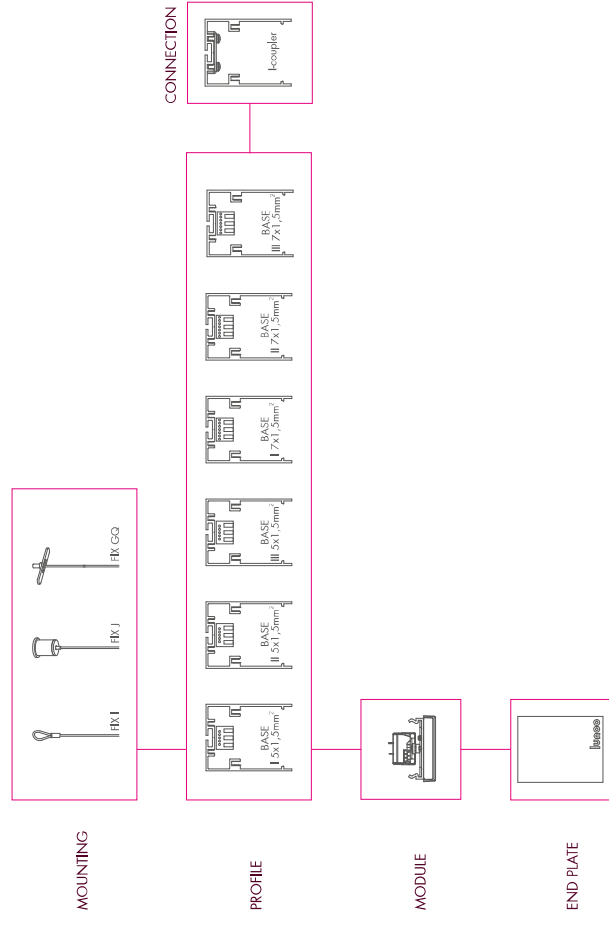 MOUNTING
FIX I
FIX J
FIX GQ
CONNECTION
PROFILE
BASE
I 5x1,5mm²
BASE
II 5x1,5mm²
BASE
III 5x1,5mm²
BASE
I 7x1,5mm²
BASE
II 7x1,5mm²
BASE
III 7x1,5mm²
I-coupler
MODULE
END PLATE